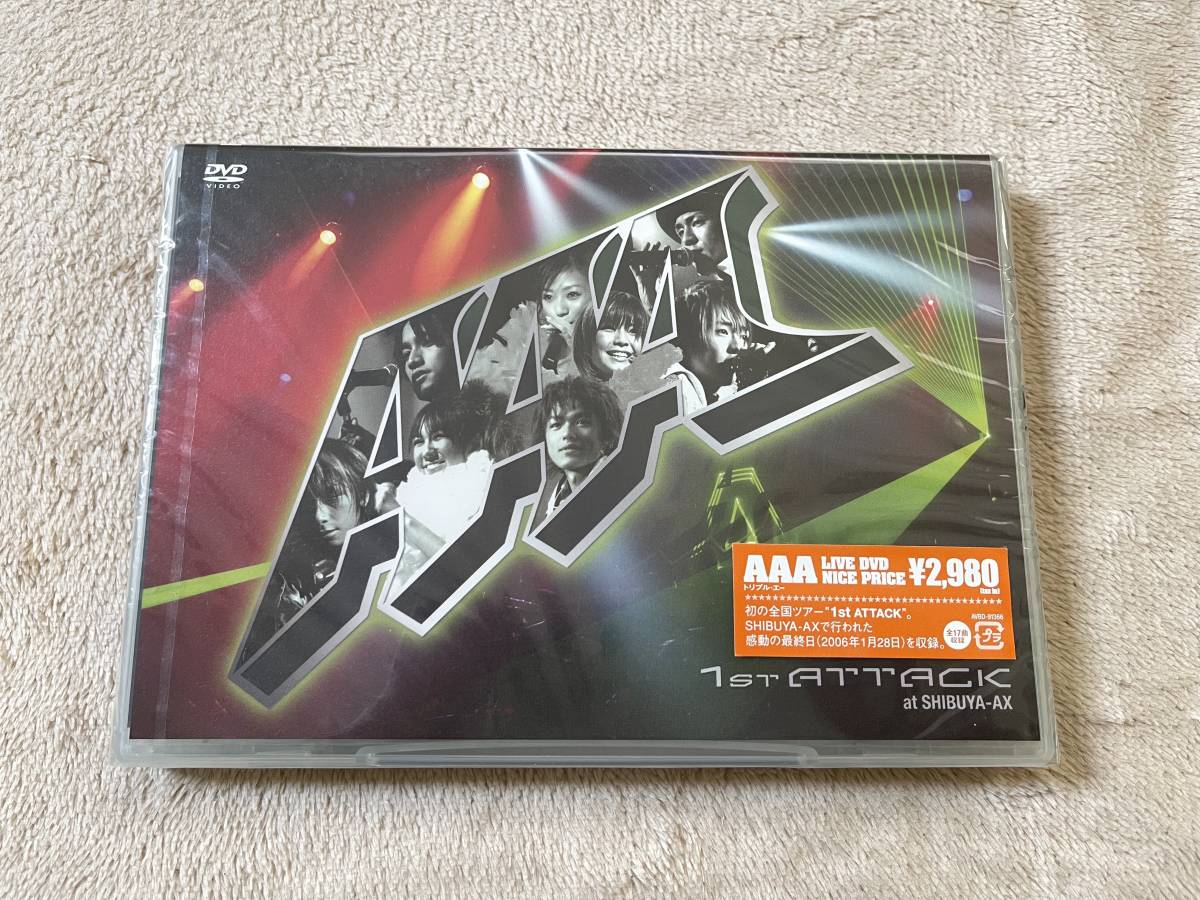 DVD
VIDEO
AAA
AAA LIVE DVD NICE PRICE ¥2,980
トリプル・エー
(tax in)
★★★★★★★★★★★★★★★★★★★★★★★★★★★★★★
初の全国ツアー"1st ATTACK"。
AVBD-91366
SHIBUYA-AXで行われた
感動の最終日(2006年1月28日)を収録。
全17曲
収録
プラ
1ST ATTACK
at SHIBUYA-AX